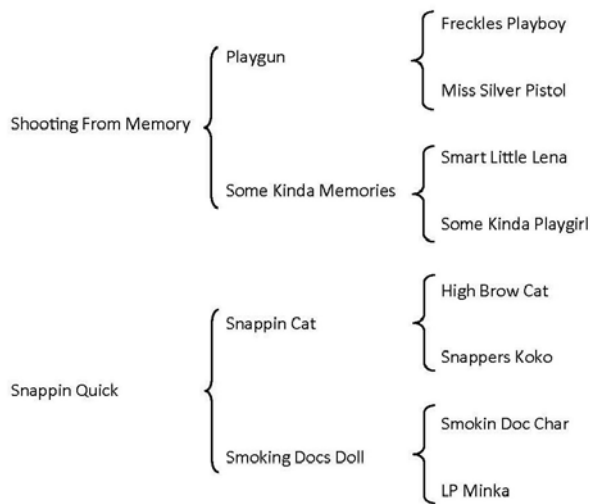 Freckles Playboy
Playgun
Miss Silver Pistol
Shooting From Memory
Smart Little Lena
Some Kinda Memories
Some Kinda Playgirl
High Brow Cat
Snappin Cat
Snappers Koko
Snappin Quick
Smokin Doc Char
Smoking Docs Doll
LP Minka